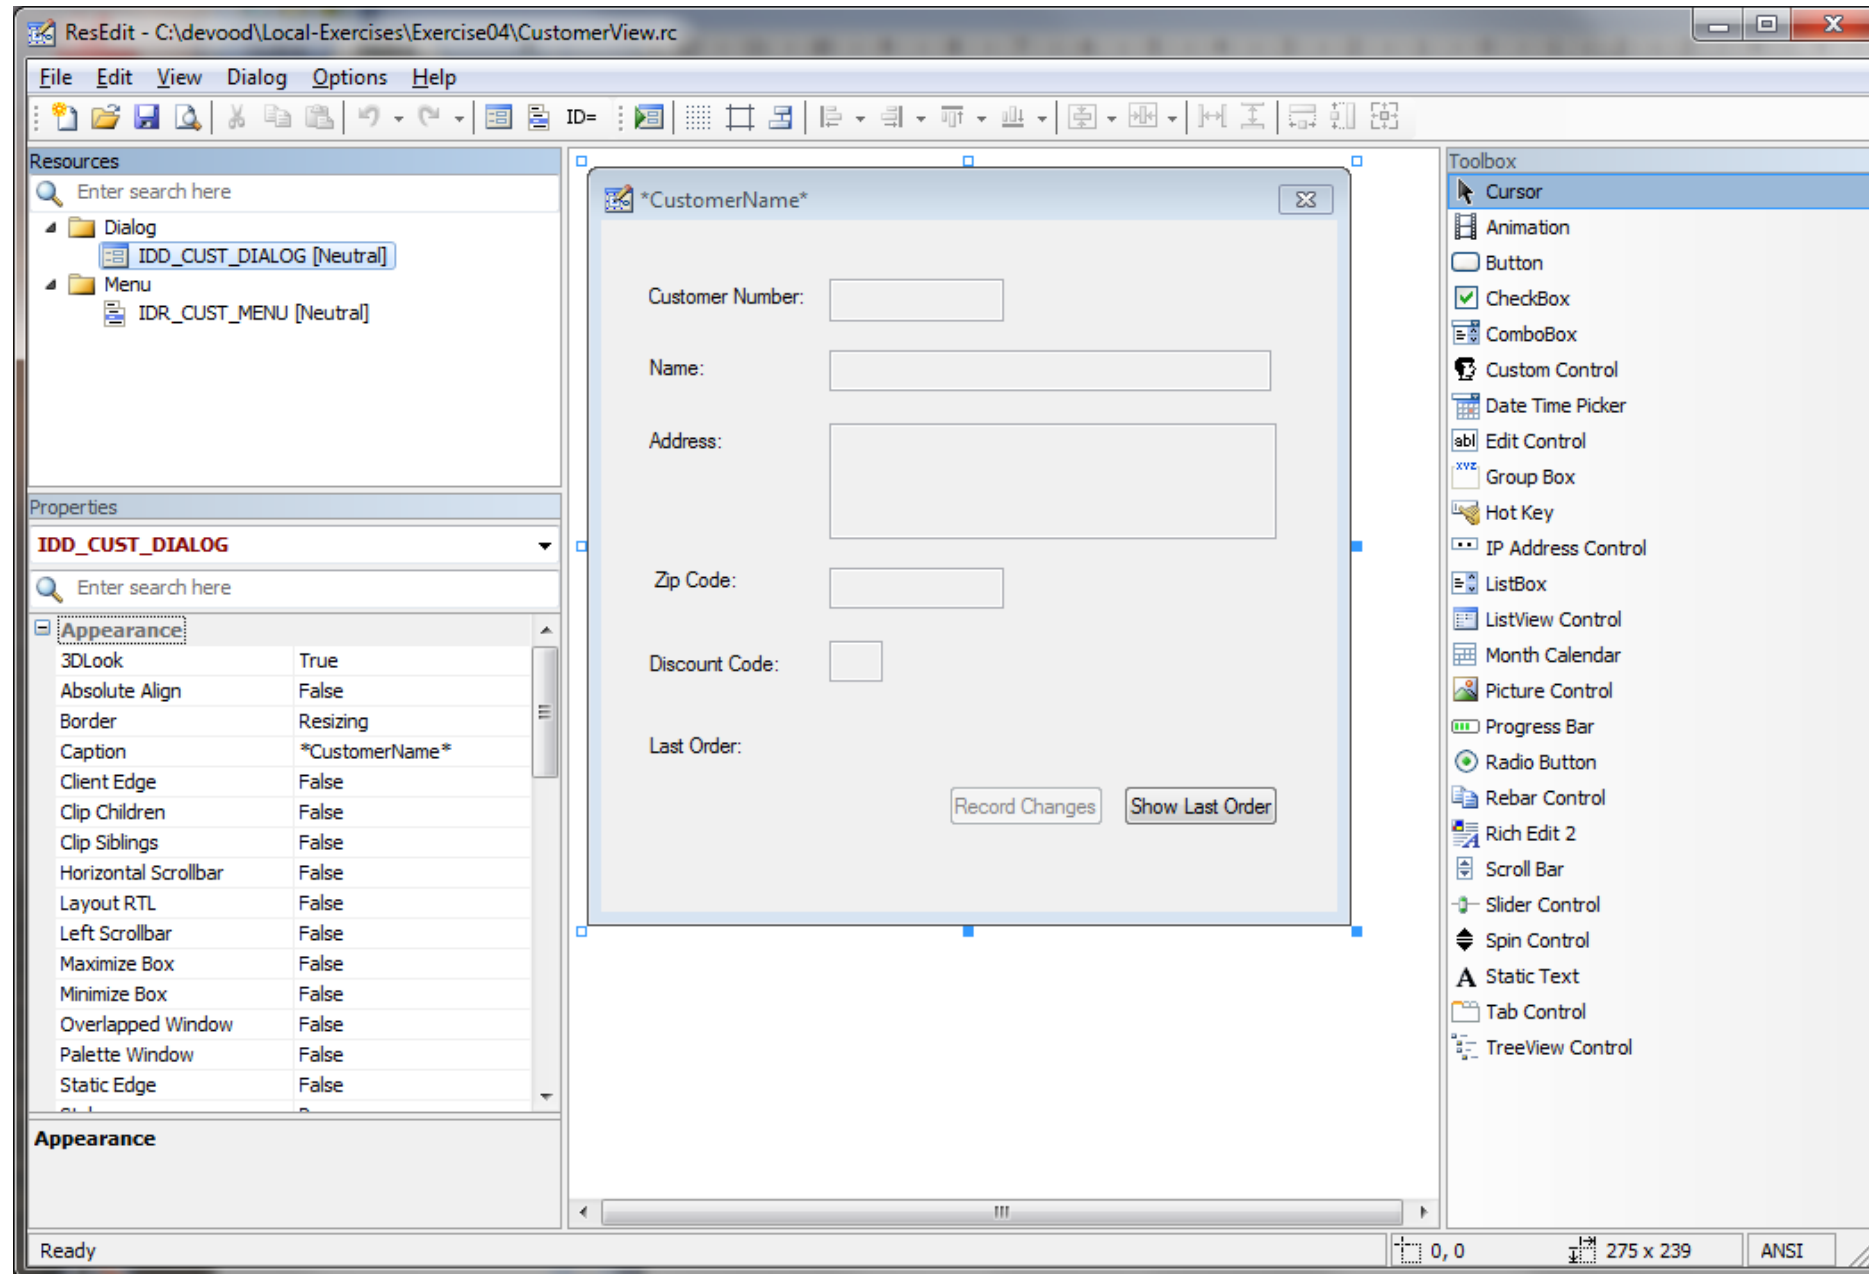 ResEdit - C:\devood\Local-Exercises\Exercise04\CustomerView.rc
File Edit View Dialog Options Help
ID=
Resources
Enter search here
Dialog
IDD_CUST_DIALOG [Neutral]
Menu
IDR_CUST_MENU [Neutral]
Properties
IDD_CUST_DIALOG
Enter search here
Appearance
3DLook True
Absolute Align False
Border Resizing
Caption *CustomerName*
Client Edge False
Clip Children False
Clip Siblings False
Horizontal Scrollbar False
Layout RTL False
Left Scrollbar False
Maximize Box False
Minimize Box False
Overlapped Window False
Palette Window False
Static Edge False
Appearance
*CustomerName*
Customer Number:
Name:
Address:
Zip Code:
Discount Code:
Last Order:
Record Changes Show Last Order
Toolbox
Cursor
Animation
Button
CheckBox
ComboBox
Custom Control
Date Time Picker
Edit Control
Group Box
Hot Key
IP Address Control
ListBox
ListView Control
Month Calendar
Picture Control
Progress Bar
Radio Button
Rebar Control
Rich Edit 2
Scroll Bar
Slider Control
Spin Control
Static Text
Tab Control
TreeView Control
Ready 0, 0 275 x 239 ANSI